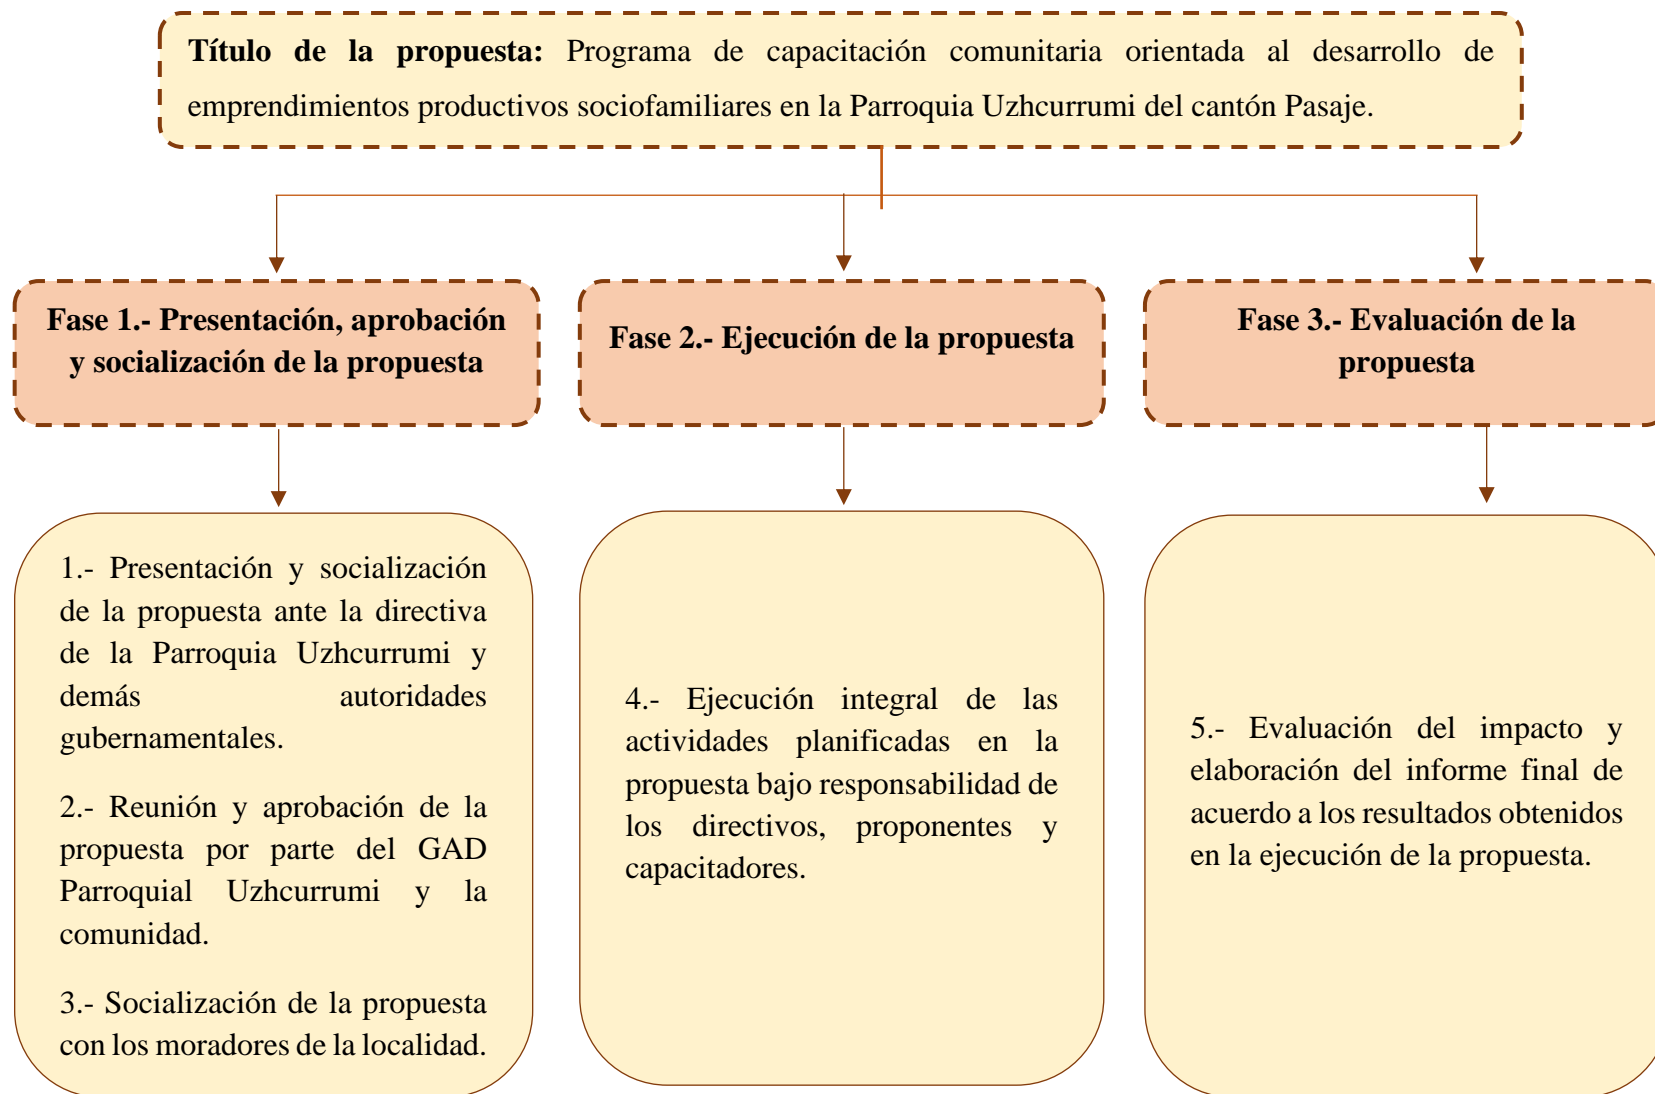 Título de la propuesta: Programa de capacitación comunitaria orientada al desarrollo de
emprendimientos productivos sociofamiliares en la Parroquia Uzhcurrumi del cantón Pasaje.
Fase 1.- Presentación, aprobación
y socialización de la propuesta
Fase 2.- Ejecución de la propuesta
Fase 3.- Evaluación de la
propuesta
1.- Presentación y socialización
de la propuesta ante la directiva
de la Parroquia Uzhcurrumi y
demás autoridades
gubernamentales.
2.- Reunión y aprobación de la
propuesta por parte del GAD
Parroquial Uzhcurrumi y la
comunidad.
3.- Socialización de la propuesta
con los moradores de la localidad.
4.- Ejecución integral de las
actividades planificadas en la
propuesta bajo responsabilidad de
los directivos, proponentes y
capacitadores.
5.- Evaluación del impacto y
elaboración del informe final de
acuerdo a los resultados obtenidos
en la ejecución de la propuesta.